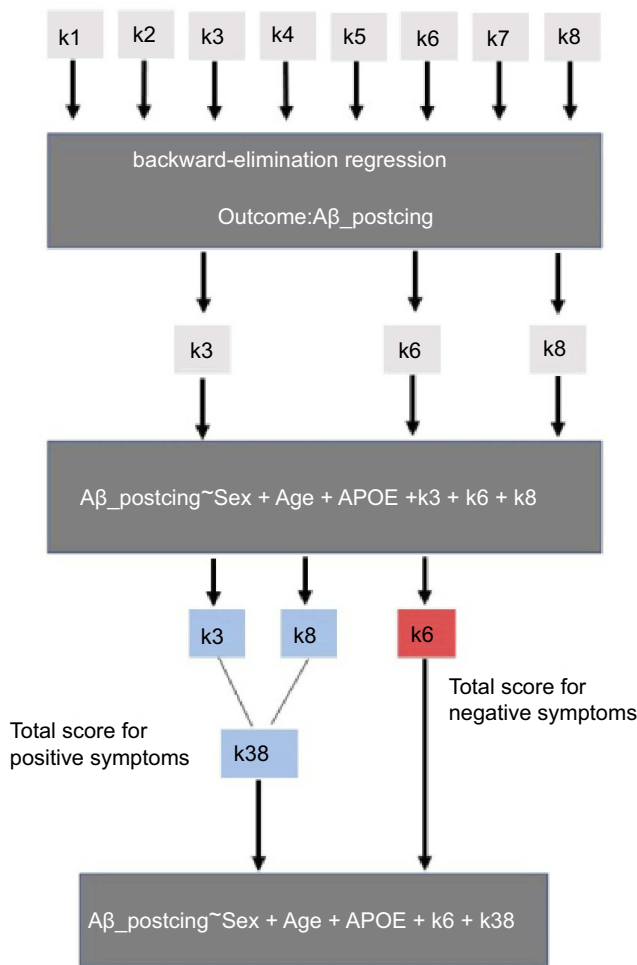 k1 k2 k3 k4 k5 k6 k7 k8
backward-elimination regression
Outcome:Aβ_postcing
k3 k6 k8
Aβ_postcing~Sex + Age + APOE +k3 + k6 + k8
k3 k8 k6
Total score for
negative symptoms
Total score for
positive symptoms
k38
Aβ_postcing~Sex + Age + APOE + k6 + k38